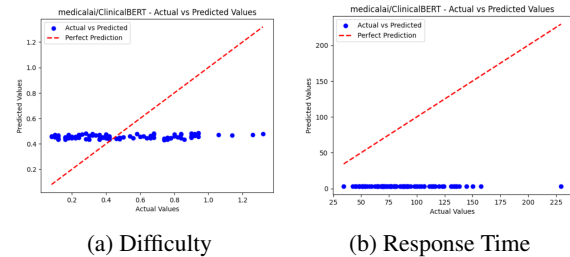 medicalai/ClinicalBERT - Actual vs Predicted Values
Actual vs Predicted
Perfect Prediction
Predicted Values
1.2
1.0
0.8
0.6
0.4
0.2
0.2 0.4 0.6 0.8 1.0 1.2
Actual Values
(a) Difficulty
medicalai/ClinicalBERT - Actual vs Predicted Values
Actual vs Predicted
Perfect Prediction
Predicted Values
200
150
100
50
0
25 50 75 100 125 150 175 200 225
Actual Values
(b) Response Time